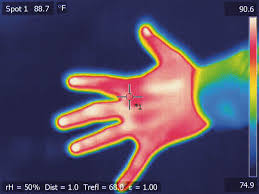 Spot 1 88.7 °F
90.6
rH = 50% Dist = 1.0 Trefl = 68.0 ε = 1.00
74.9